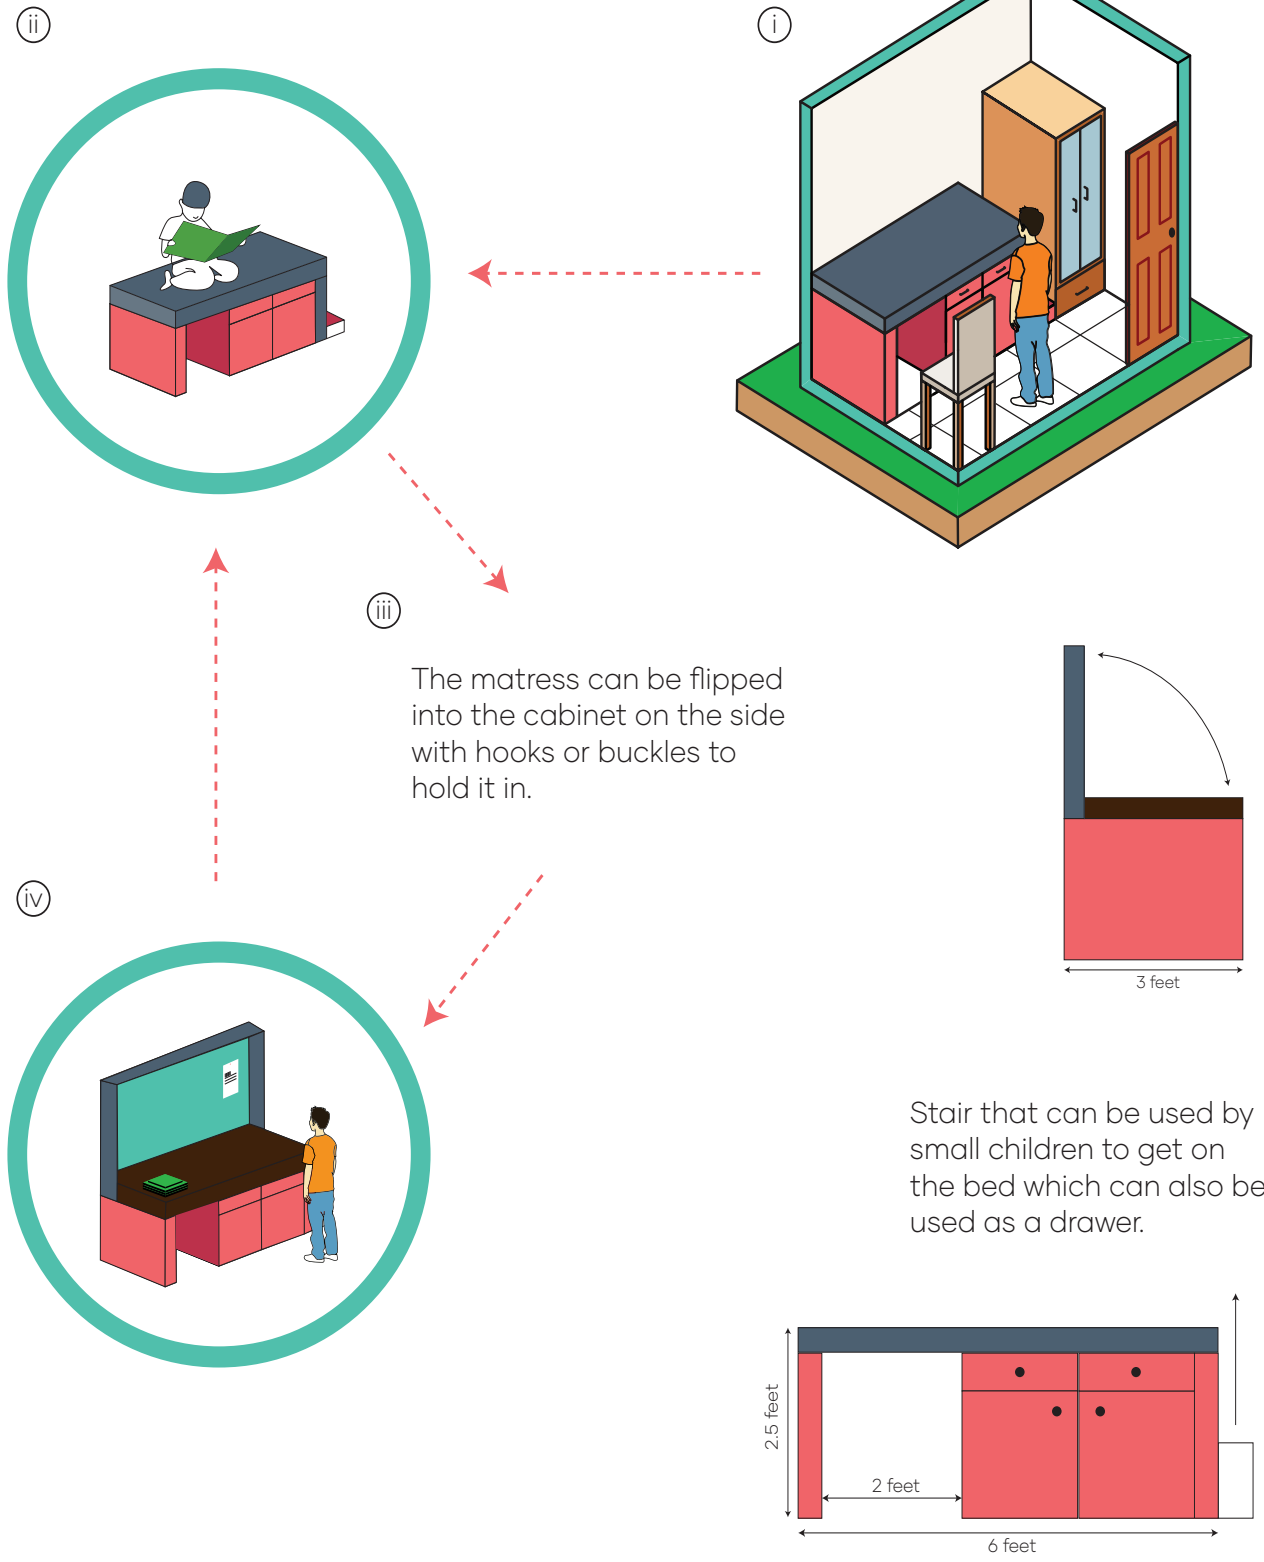 ii
i
iii
The matress can be flipped
into the cabinet on the side
with hooks or buckles to
hold it in.
3 feet
iv
Stair that can be used by
small children to get on
the bed which can also be
used as a drawer.
2.5 feet
2 feet
6 feet